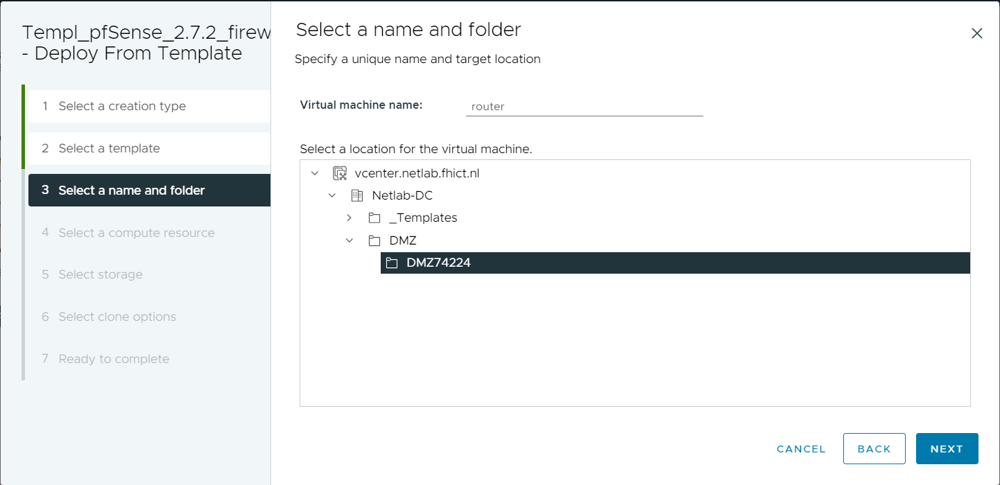 Templ_pfSense_2.7.2_firew
- Deploy From Template
1 Select a creation type
2 Select a template
3 Select a name and folder
4 Select a compute resource
5 Select storage
6 Select clone options
7 Ready to complete
Select a name and folder
Specify a unique name and target location
Virtual machine name: router
Select a location for the virtual machine.
vcenter.netlab.fhict.nl
Netlab-DC
_Templates
DMZ
DMZ74224
CANCEL BACK NEXT